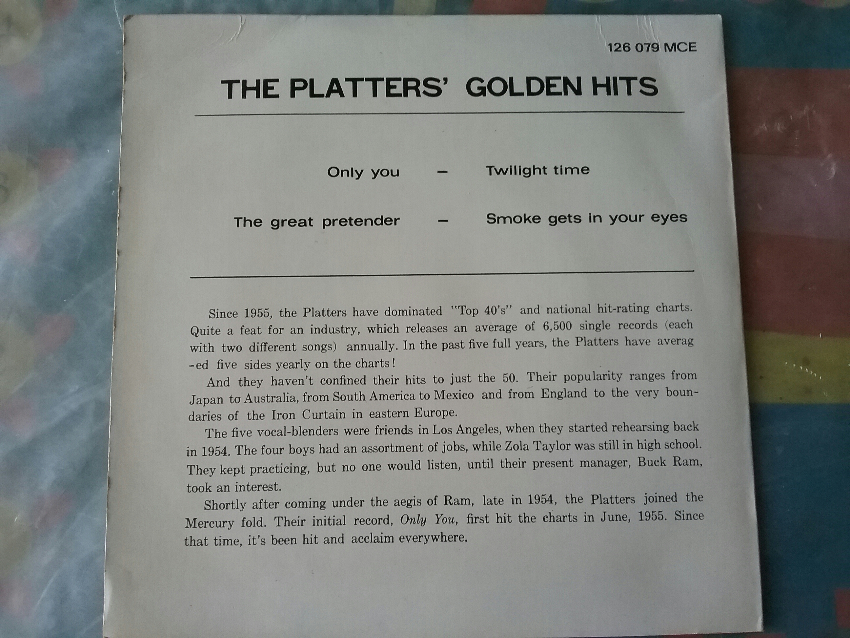 126 079 MCE
THE PLATTERS' GOLDEN HITS
Only you – Twilight time
The great pretender – Smoke gets in your eyes
Since 1955, the Platters have dominated "Top 40's" and national hit-rating charts.
Quite a feat for an industry, which releases an average of 6,500 single records (each
with two different songs) annually. In the past five full years, the Platters have averag
-ed five sides yearly on the charts!
And they haven't confined their hits to just the 50. Their popularity ranges from
Japan to Australia, from South America to Mexico and from England to the very boun-
daries of the Iron Curtain in eastern Europe.
The five vocal-blenders were friends in Los Angeles, when they started rehearsing back
in 1954. The four boys had an assortment of jobs, while Zola Taylor was still in high school.
They kept practicing, but no one would listen, until their present manager, Buck Ram,
took an interest.
Shortly after coming under the aegis of Ram, late in 1954, the Platters joined the
Mercury fold. Their initial record, Only You, first hit the charts in June, 1955. Since
that time, it's been hit and acclaim everywhere.